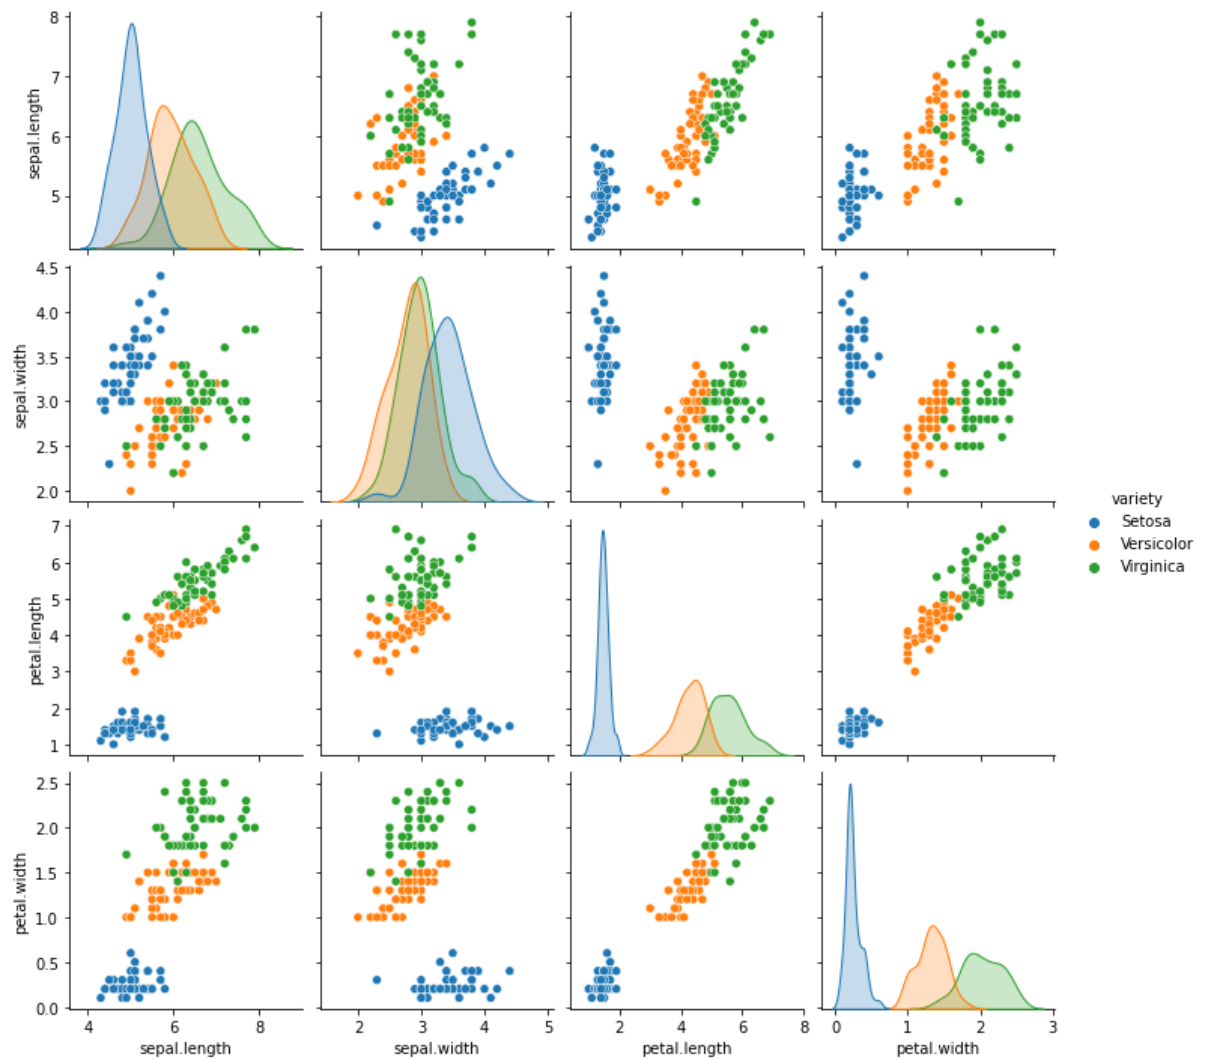 8
7
6
5
sepal.length
4.5
4.0
3.5
3.0
2.5
2.0
sepal.width
variety
Setosa
Versicolor
Virginica
7
6
5
4
3
2
1
petal.length
2.5
2.0
1.5
1.0
0.5
0.0
petal.width
4 6 8 2 3 4 5 2 4 6 8 0 1 2 3
sepal.length sepal.width petal.length petal.width